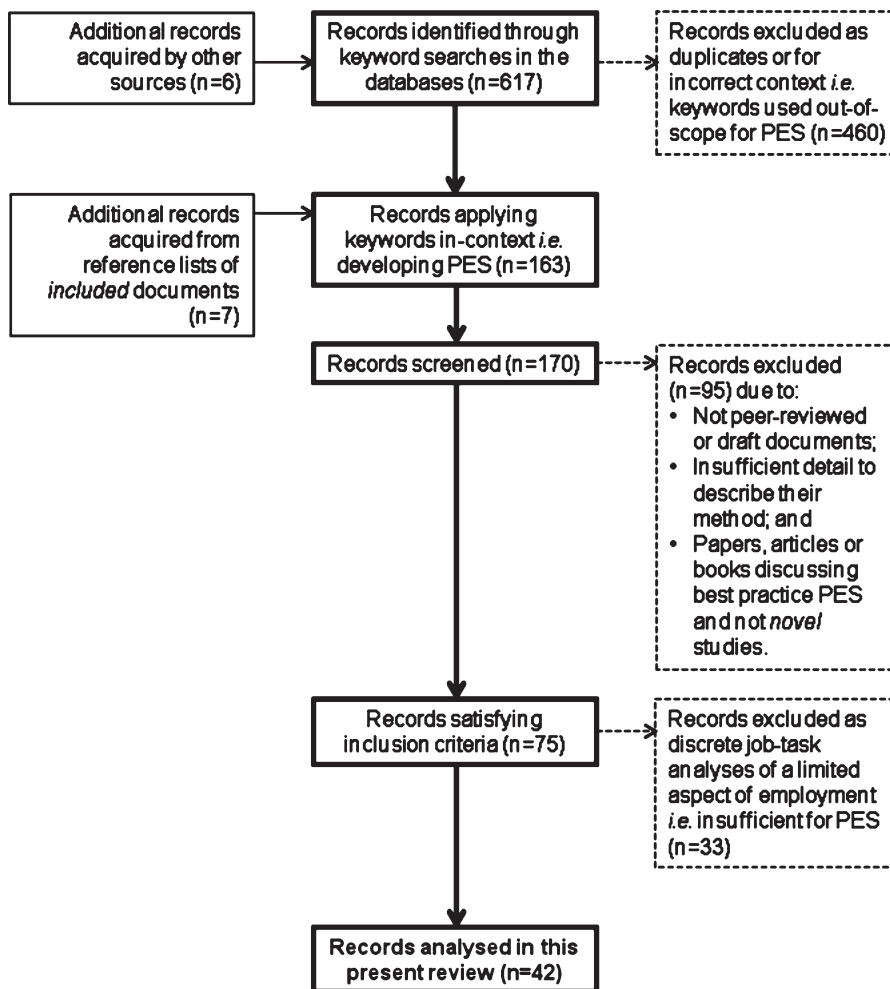 Additional records
acquired by other
sources (n=6)
Records identified through
keyword searches in the
databases (n=617)
Records excluded as
duplicates or for
incorrect context i.e.
keywords used out-of-
scope for PES (n=460)
Additional records
acquired from
reference lists of
included documents
(n=7)
Records applying
keywords in-context i.e.
developing PES (n=163)
Records screened (n=170)
Records excluded
(n=95) due to:
• Not peer-reviewed
or draft documents;
• Insufficient detail to
describe their
method; and
• Papers, articles or
books discussing
best practice PES
and not novel
studies.
Records satisfying
inclusion criteria (n=75)
Records excluded as
discrete job-task
analyses of a limited
aspect of employment
i.e. insufficient for PES
(n=33)
Records analysed in this
present review (n=42)